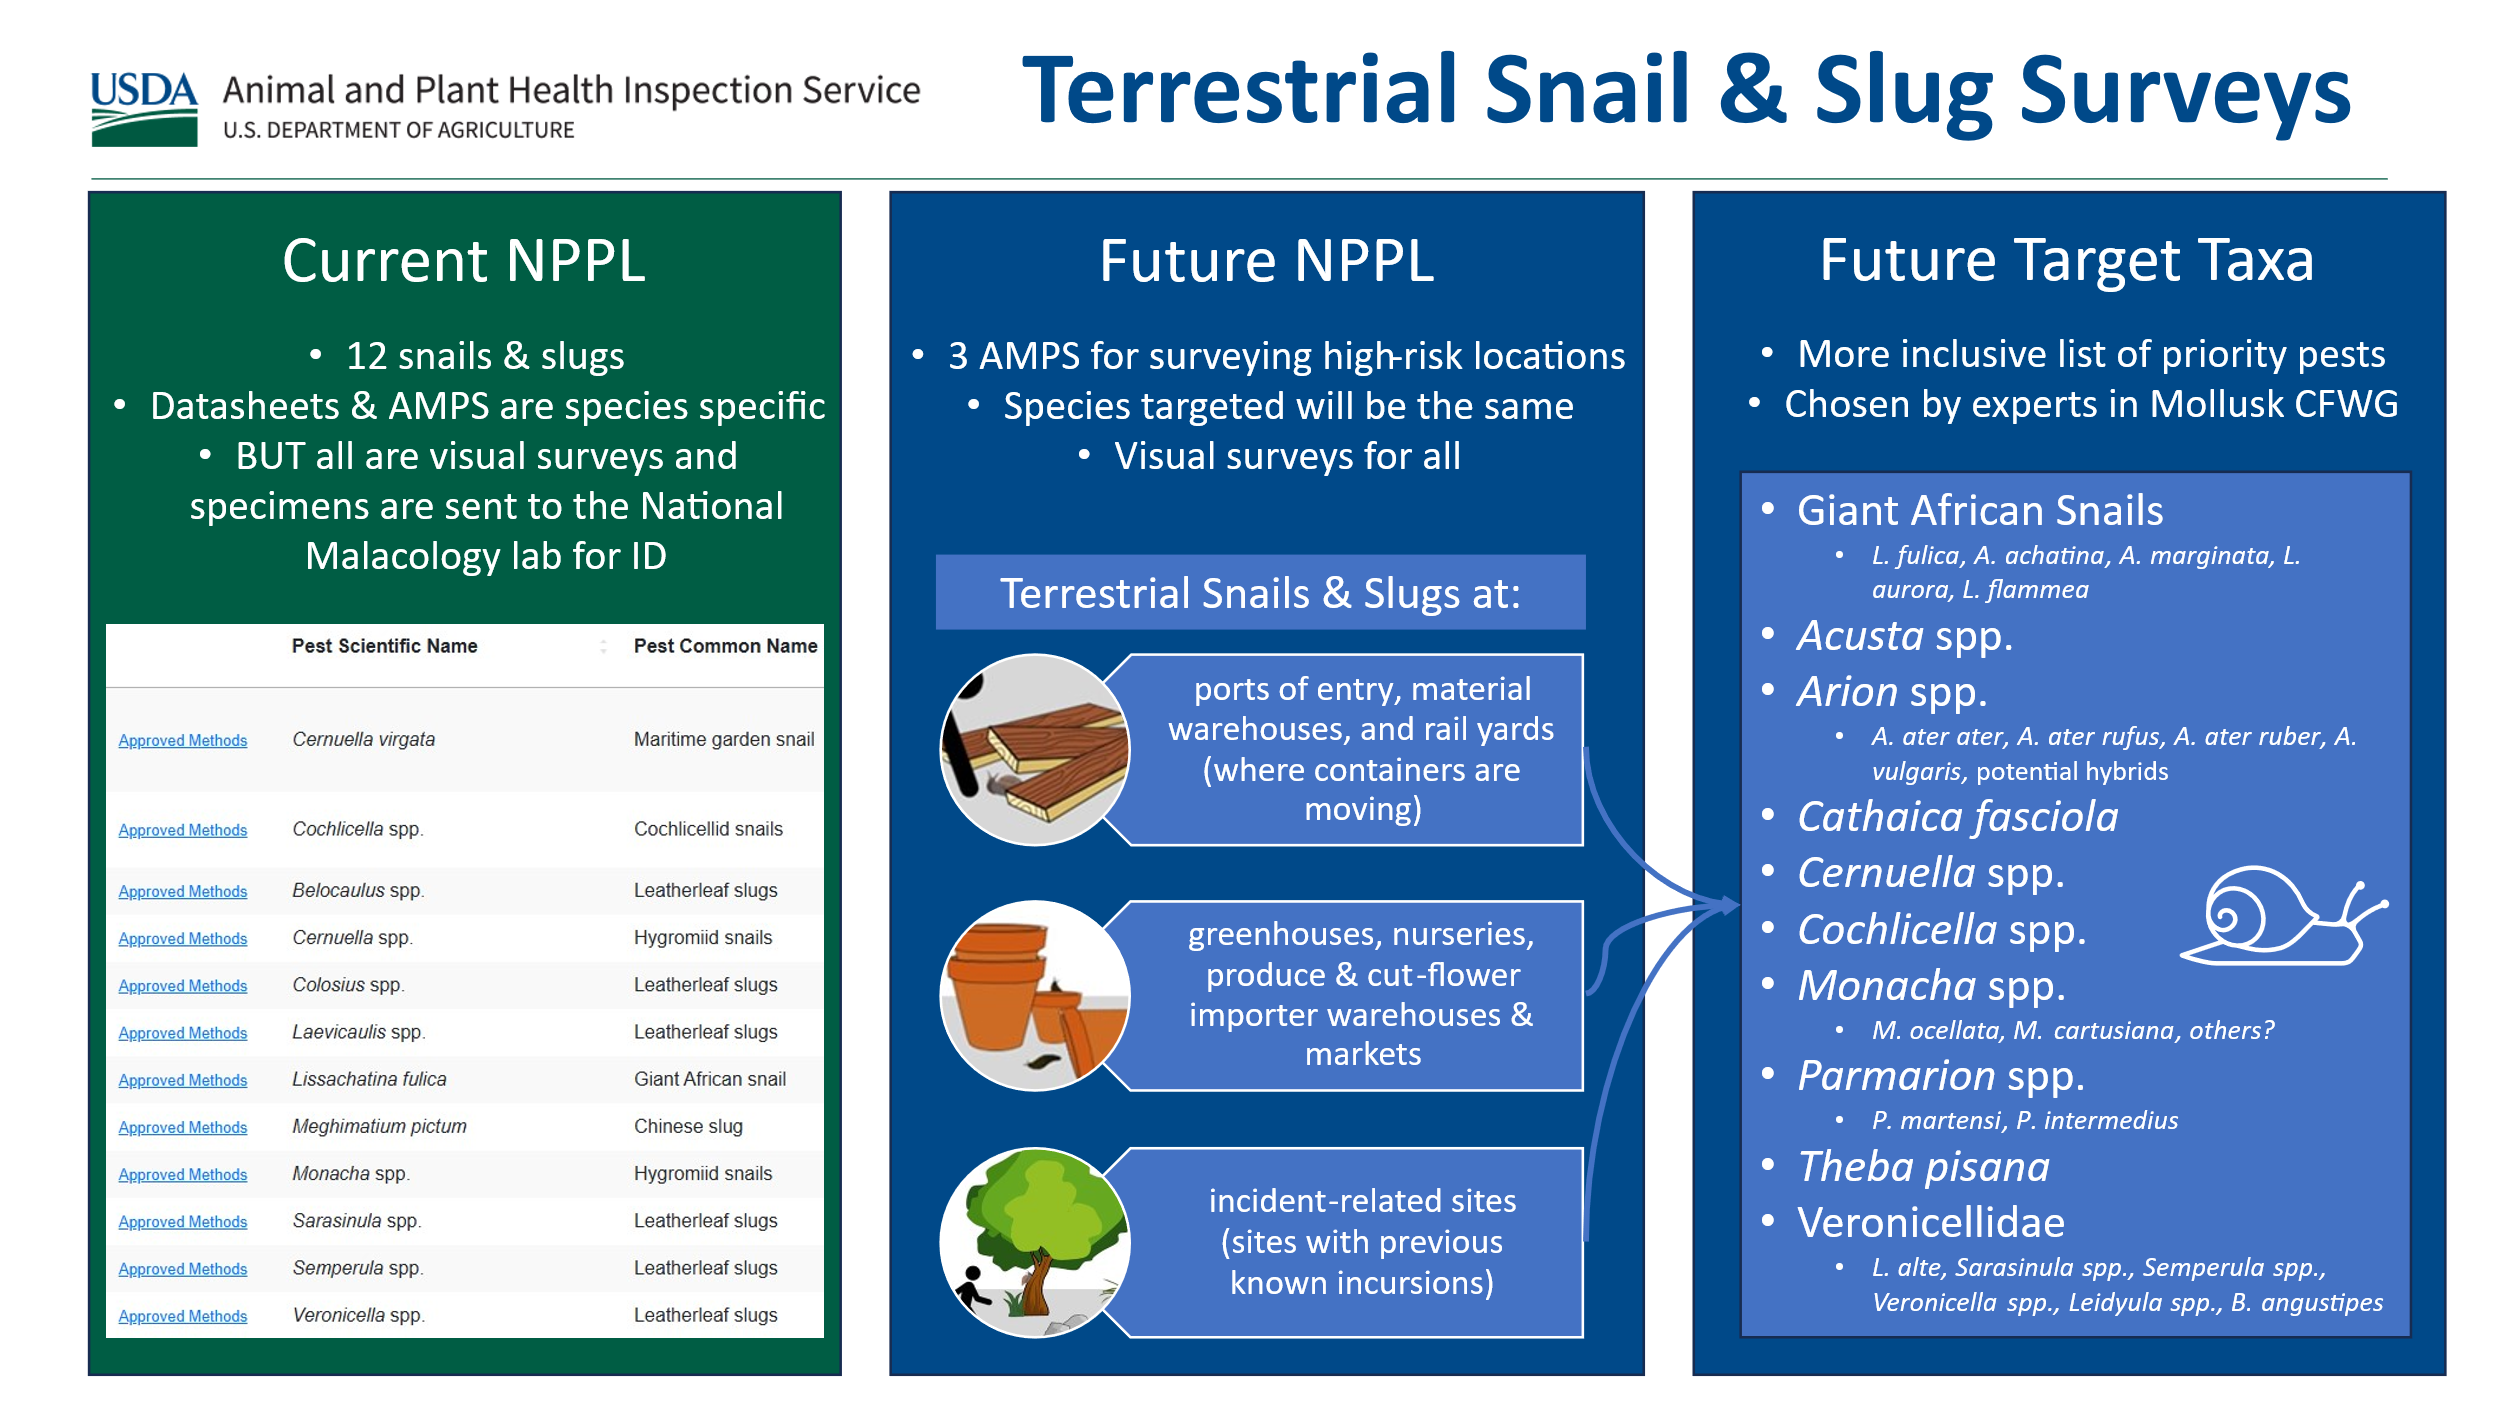 USDA
Animal and Plant Health Inspection Service
U.S. DEPARTMENT OF AGRICULTURE
Terrestrial Snail & Slug Surveys
Current NPPL
• 12 snails & slugs
• Datasheets & AMPS are species specific
• BUT all are visual surveys and
specimens are sent to the National
Malacology lab for ID
Pest Scientific Name Pest Common Name
Approved Methods Cernuella virgata Maritime garden snail
Approved Methods Cochlicella spp. Cochlicellid snails
Approved Methods Belocaulus spp. Leatherleaf slugs
Approved Methods Cernuella spp. Hygromiid snails
Approved Methods Colosius spp. Leatherleaf slugs
Approved Methods Laevicaulis spp. Leatherleaf slugs
Approved Methods Lissachatina fulica Giant African snail
Approved Methods Meghimatium pictum Chinese slug
Approved Methods Monacha spp. Hygromiid snails
Approved Methods Sarasinula spp. Leatherleaf slugs
Approved Methods Semperula spp. Leatherleaf slugs
Approved Methods Veronicella spp. Leatherleaf slugs
Future NPPL
• 3 AMPS for surveying high-risk locations
• Species targeted will be the same
• Visual surveys for all
Terrestrial Snails & Slugs at:
ports of entry, material
warehouses, and rail yards
(where containers are
moving)
greenhouses, nurseries,
produce & cut-flower
importer warehouses &
markets
incident-related sites
(sites with previous
known incursions)
Future Target Taxa
• More inclusive list of priority pests
• Chosen by experts in Mollusk CFWG
• Giant African Snails
• L. fulica, A. achatina, A. marginata, L.
aurora, L. flammea
• Acusta spp.
• Arion spp.
• A. ater ater, A. ater rufus, A. ater ruber, A.
vulgaris, potential hybrids
• Cathaica fasciola
• Cernuella spp.
• Cochlicella spp.
• Monacha spp.
• M. ocellata, M. cartusiana, others?
• Parmarion spp.
• P. martensi, P. intermedius
• Theba pisana
• Veronicellidae
• L. alte, Sarasinula spp., Semperula spp.,
Veronicella spp., Leidyula spp., B. angustipes